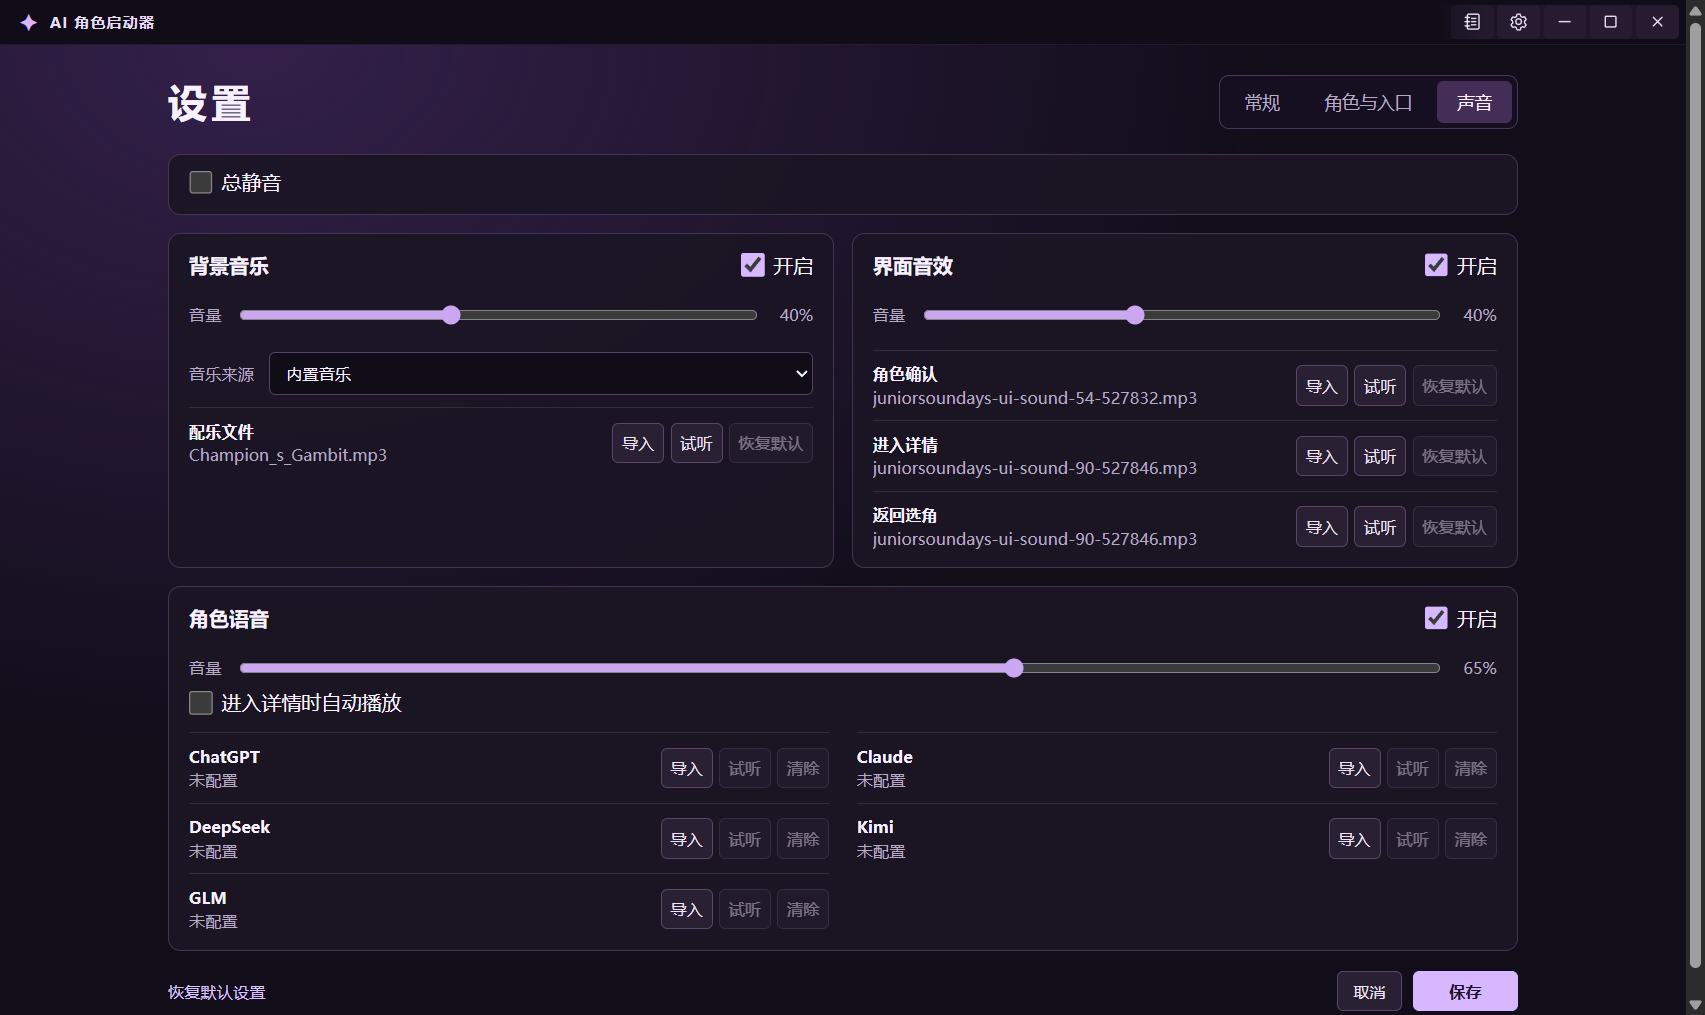 AI 角色启动器
设置
常规 角色与入口 声音
总静音
背景音乐 开启
音量 40%
音乐来源 内置音乐
配乐文件
Champion_s_Gambit.mp3
导入 试听 恢复默认
界面音效 开启
音量 40%
角色确认
juniorsoundays-ui-sound-54-527832.mp3
导入 试听 恢复默认
进入详情
juniorsoundays-ui-sound-90-527846.mp3
导入 试听 恢复默认
返回选角
juniorsoundays-ui-sound-90-527846.mp3
导入 试听 恢复默认
角色语音 开启
音量 65%
进入详情时自动播放
ChatGPT
未配置
导入 试听 清除
Claude
未配置
导入 试听 清除
DeepSeek
未配置
导入 试听 清除
Kimi
未配置
导入 试听 清除
GLM
未配置
导入 试听 清除
恢复默认设置 取消 保存